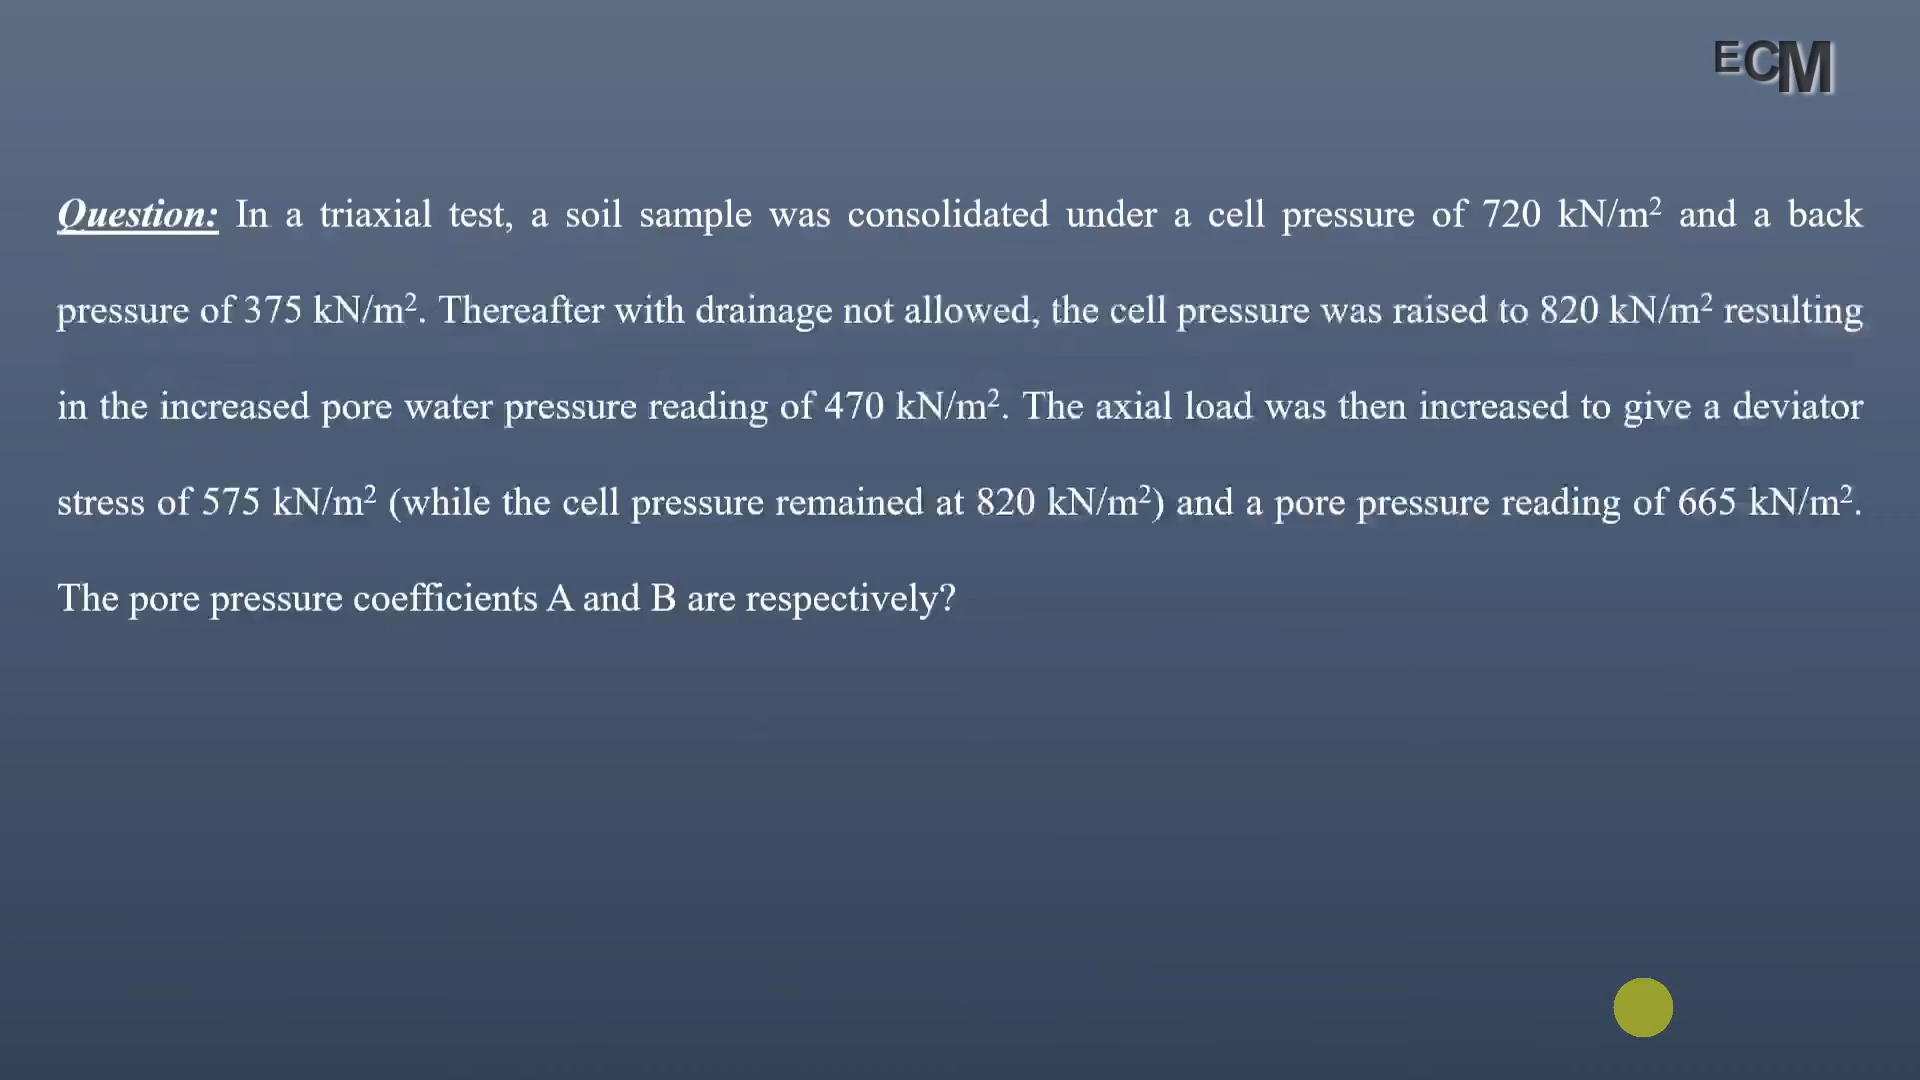 ECM
Question: In a triaxial test, a soil sample was consolidated under a cell pressure of 720 kN/m² and a back
pressure of 375 kN/m². Thereafter with drainage not allowed, the cell pressure was raised to 820 kN/m² resulting
in the increased pore water pressure reading of 470 kN/m². The axial load was then increased to give a deviator
stress of 575 kN/m² (while the cell pressure remained at 820 kN/m²) and a pore pressure reading of 665 kN/m².
The pore pressure coefficients A and B are respectively?